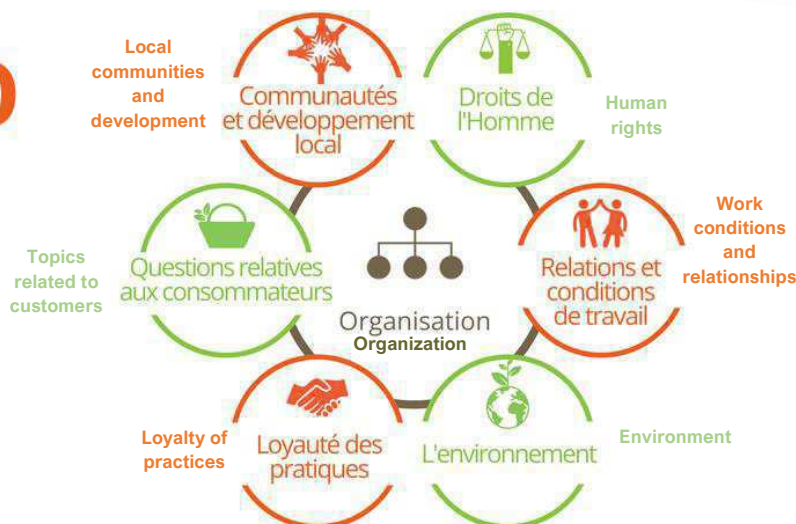 Local
communities
and
development
Communautés
et développement
local
Droits de
l'Homme
Human
rights
Work
conditions
and
relationships
Relations et
conditions
de travail
Topics
related to
customers
Questions relatives
aux consommateurs
Organisation
Organization
Loyalty of
practices
Loyauté des
pratiques
L'environnement
Environment